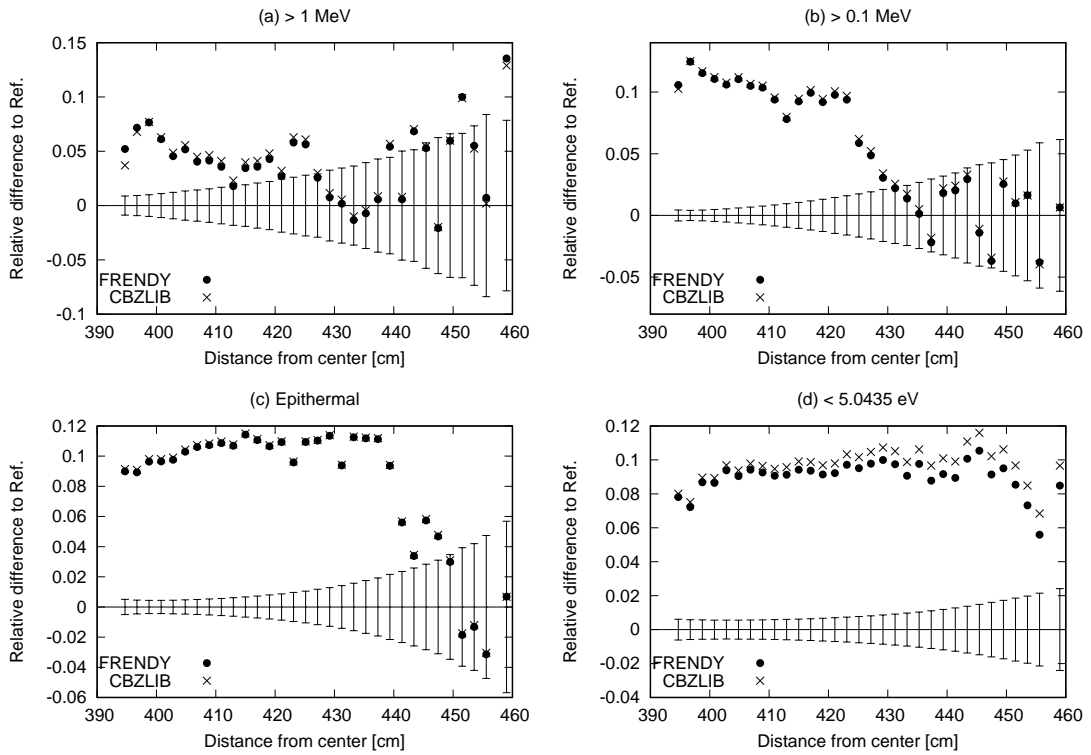 (a) > 1 MeV
Relative difference to Ref.
0.15
0.1
0.05
0
-0.05
-0.1
FRENDY
CBZLIB
390 400 410 420 430 440 450 460
Distance from center [cm]
(b) > 0.1 MeV
Relative difference to Ref.
0.1
0.05
0
-0.05
FRENDY
CBZLIB
390 400 410 420 430 440 450 460
Distance from center [cm]
(c) Epithermal
Relative difference to Ref.
0.12
0.1
0.08
0.06
0.04
0.02
0
-0.02
-0.04
-0.06
FRENDY
CBZLIB
390 400 410 420 430 440 450 460
Distance from center [cm]
(d) < 5.0435 eV
Relative difference to Ref.
0.12
0.1
0.08
0.06
0.04
0.02
0
-0.02
-0.04
FRENDY
CBZLIB
390 400 410 420 430 440 450 460
Distance from center [cm]